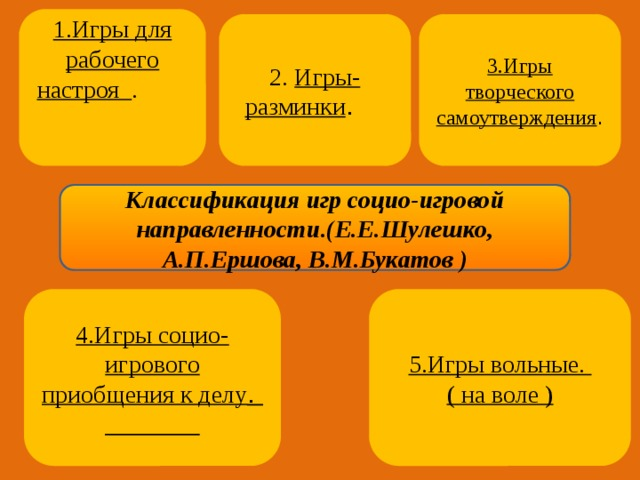 1.Игры для
рабочего
настроя  .
2. Игры-
разминки.
3.Игры
творческого
самоутверждения.
Классификация игр социо-игровой
направленности.(Е.Е.Шулешко,
А.П.Ершова, В.М.Букатов )
4.Игры социо-
игрового
приобщения к делу.
5.Игры вольные.
( на воле )